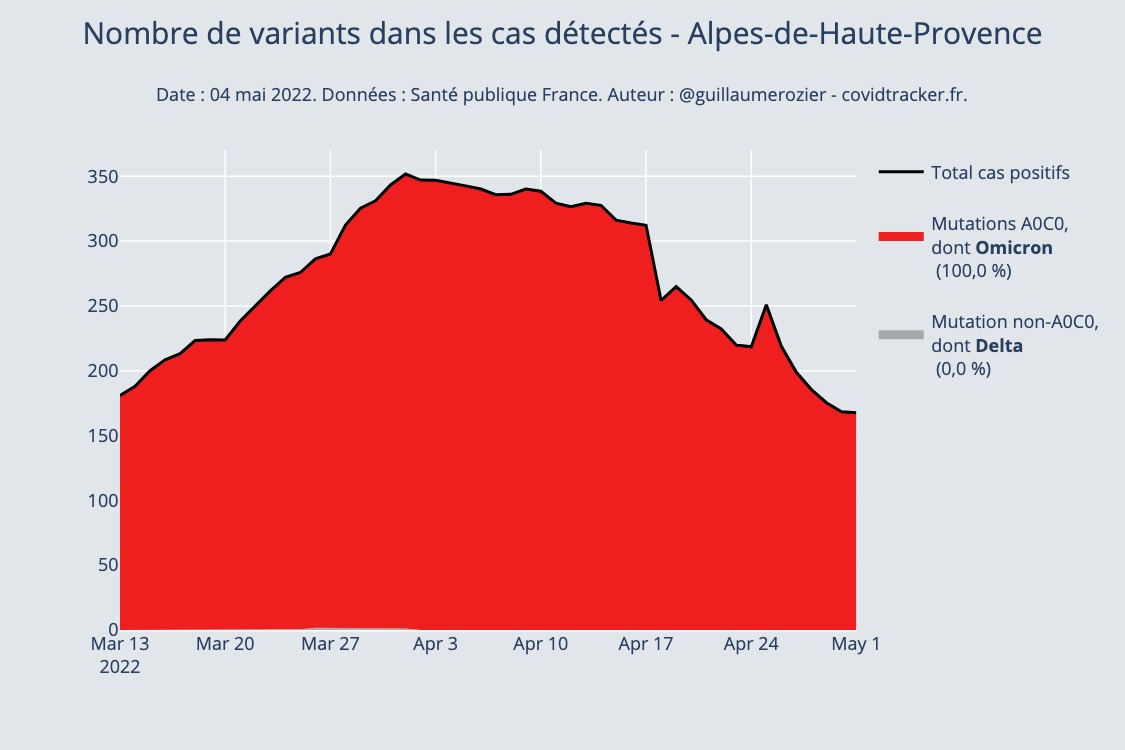 Nombre de variants dans les cas détectés - Alpes-de-Haute-Provence
Date : 04 mai 2022. Données : Santé publique France. Auteur : @guillaumerozier - covidtracker.fr.
350
300
250
200
150
100
50
0
Mar 13
2022
Mar 20
Mar 27
Apr 3
Apr 10
Apr 17
Apr 24
May 1
Total cas positifs
Mutations A0C0,
dont Omicron
(100,0 %)
Mutation non-A0C0,
dont Delta
(0,0 %)